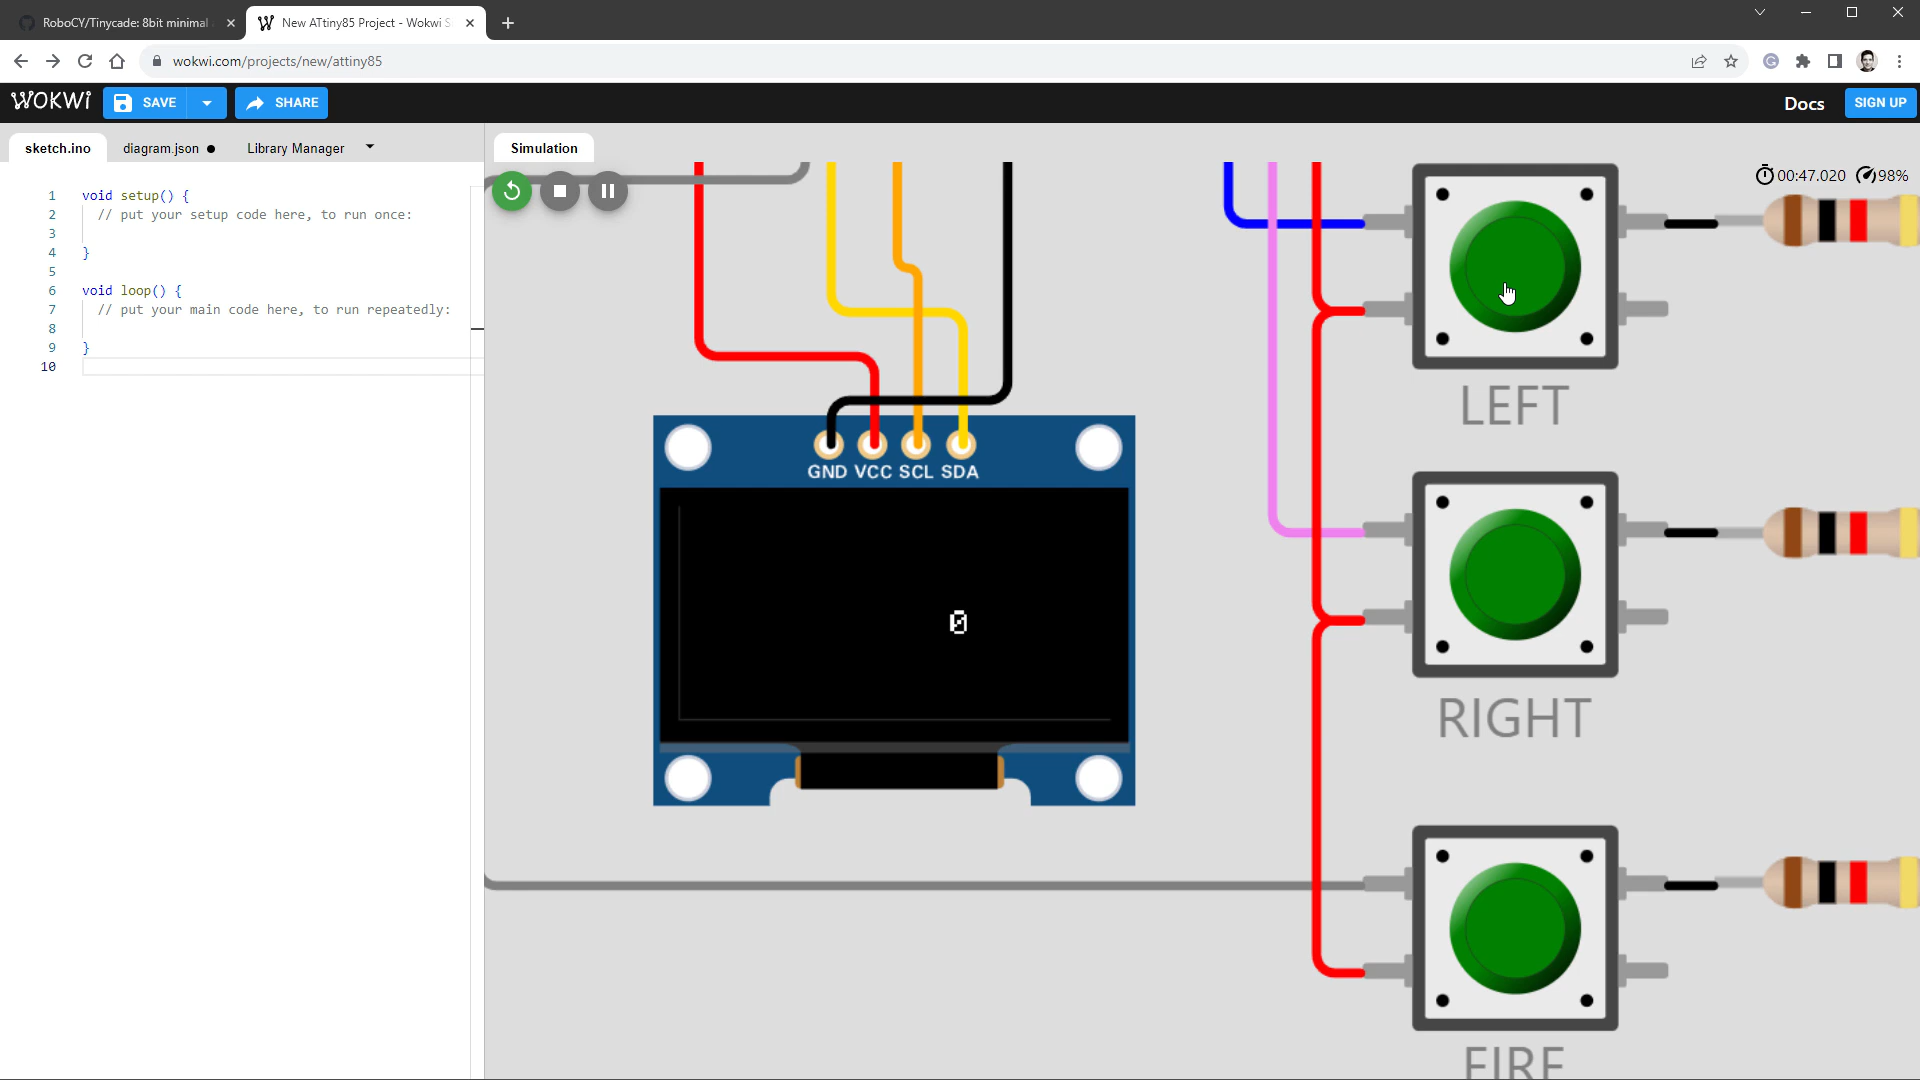 RoboCY/Tinycade: 8bit minimal
New ATtiny85 Project - Wokwi S
wokwi.com/projects/new/attiny85
WOKWi
SAVE
SHARE
Docs
SIGN UP
sketch.ino
diagram.json
Library Manager
Simulation
1 void setup() {
2 // put your setup code here, to run once:
3
4 }
5
6 void loop() {
7 // put your main code here, to run repeatedly:
8
9 }
10
00:47.020
98%
LEFT
GND VCC SCL SDA
0
RIGHT
FIRE